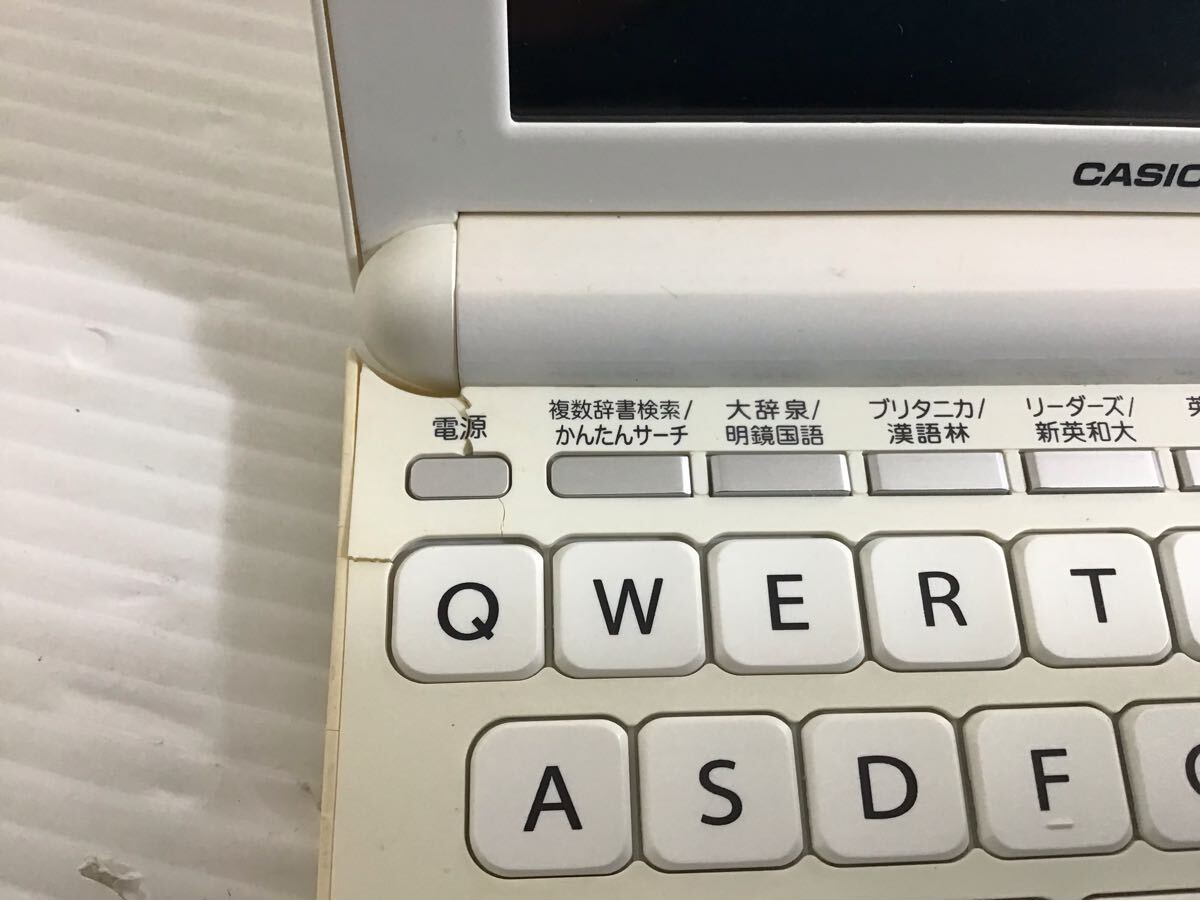 CASIO
電源
複数辞書検索/
かんたんサーチ
大辞泉/
明鏡国語
ブリタニカ/
漢語林
リーダーズ/
新英和大
英
Q W E R T
A S D F